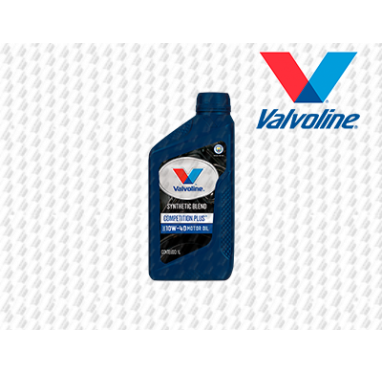 Valvoline
Valvoline
SYNTHETIC BLEND
COMPETITION PLUS
10W-40 MOTOR OIL